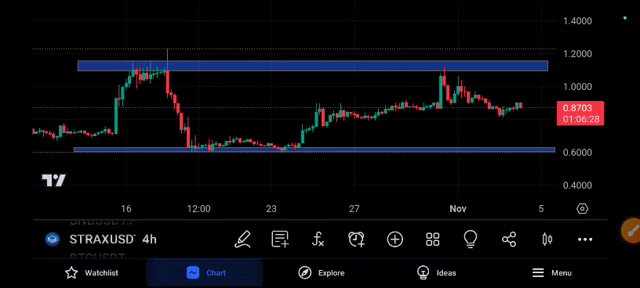 1.4000
1.2000
1.0000
0.8703
01:06:28
0.6000
0.4000
16 12:00 23 27 Nov 5
STRAXUSD 4h
Watchlist Chart Explore Ideas Menu